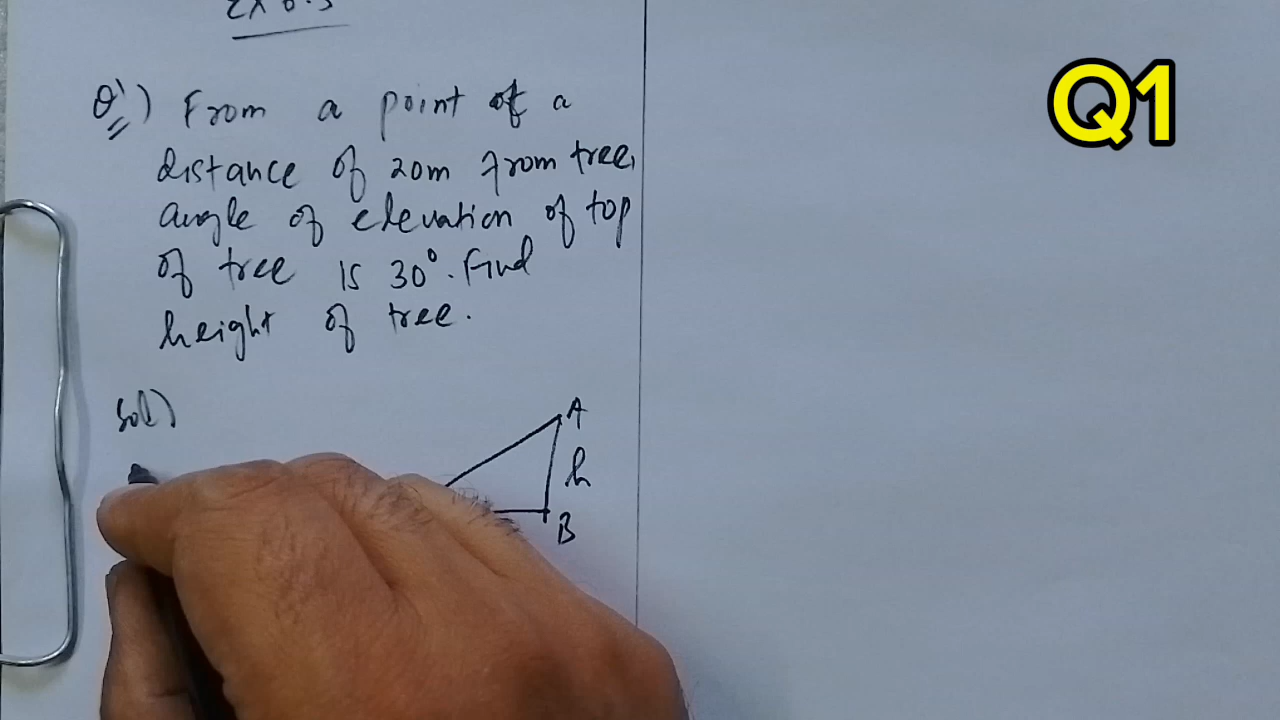 Ex 6.3
Q1) From a point of a
distance of 20m from tree,
angle of elevation of top
of tree is 30°. Find
height of tree.
Sol)
A
h
B
Q1